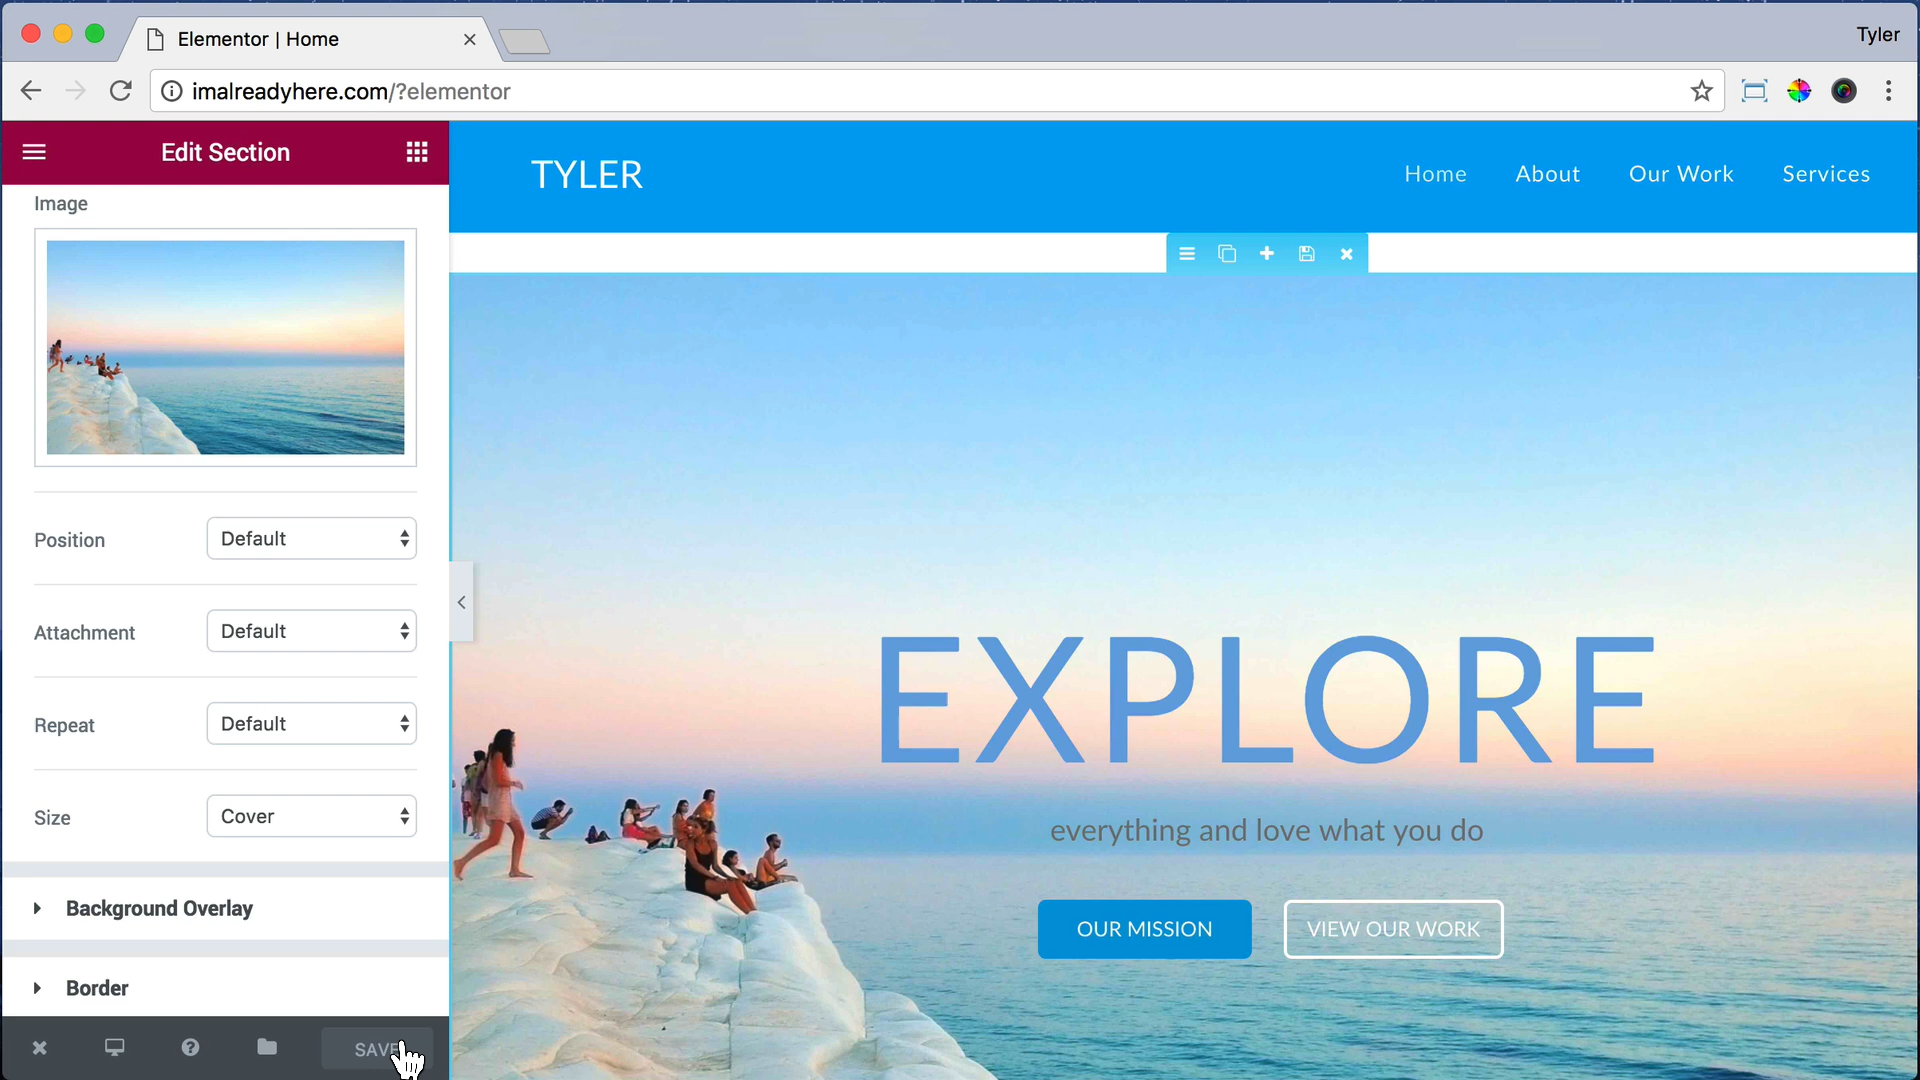 Elementor | Home
Tyler
imalreadyhere.com/?elementor
Edit Section
TYLER
Home
About
Our Work
Services
Image
Position
Default
Attachment
Default
Repeat
Default
Size
Cover
Background Overlay
Border
SAVE
EXPLORE
everything and love what you do
OUR MISSION
VIEW OUR WORK